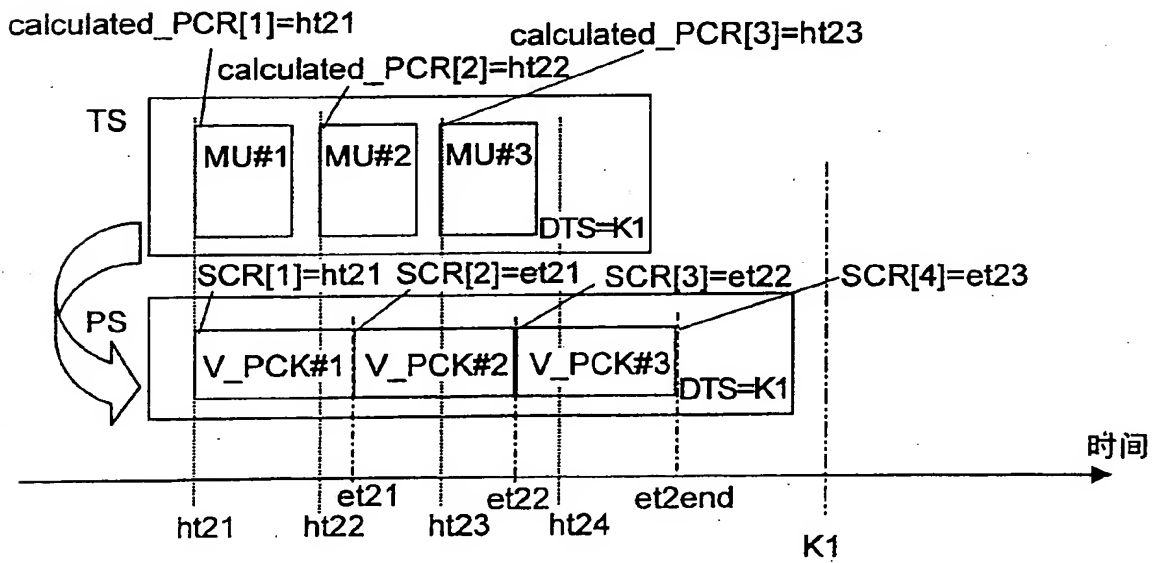 calculated_PCR[1]=ht21
calculated_PCR[3]=ht23
calculated_PCR[2]=ht22
TS
MU#1
MU#2
MU#3
DTS=K1
SCR[1]=ht21
SCR[2]=et21
SCR[3]=et22
SCR[4]=et23
PS
V_PCK#1
V_PCK#2
V_PCK#3
DTS=K1
时间
et21
et22
et2end
ht21
ht22
ht23
ht24
K1